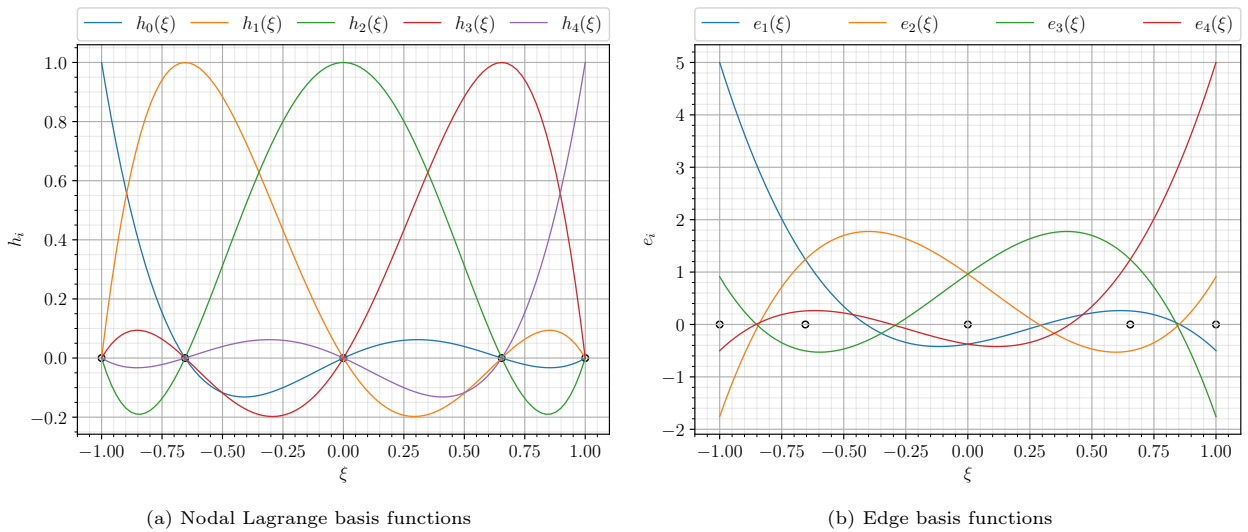 h₀(ξ) h₁(ξ) h₂(ξ) h₃(ξ) h₄(ξ)
1.0
0.8
0.6
0.4
0.2
0.0
−0.2
hᵢ
−1.00 −0.75 −0.50 −0.25 0.00 0.25 0.50 0.75 1.00
ξ
(a) Nodal Lagrange basis functions
e₁(ξ) e₂(ξ) e₃(ξ) e₄(ξ)
5
4
3
2
1
0
−1
−2
eᵢ
−1.00 −0.75 −0.50 −0.25 0.00 0.25 0.50 0.75 1.00
ξ
(b) Edge basis functions